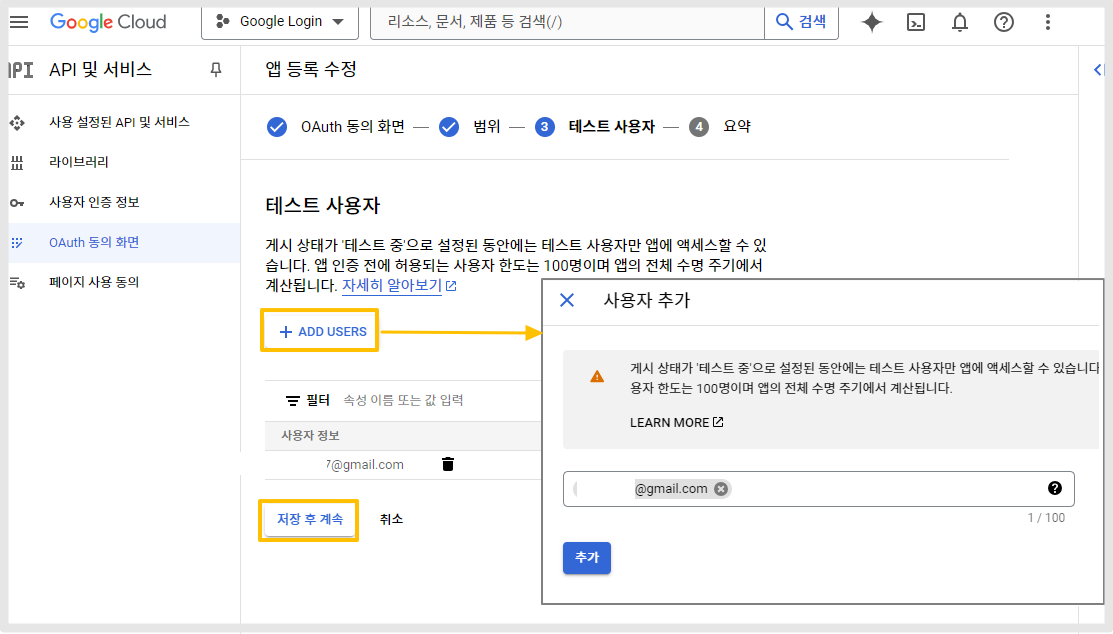 Google Cloud
Google Login
리소스, 문서, 제품 등 검색(/)
검색
API
API 및 서비스
앱 등록 수정
사용 설정된 API 및 서비스
라이브러리
사용자 인증 정보
OAuth 동의 화면
페이지 사용 동의
OAuth 동의 화면
범위
3
테스트 사용자
4
요약
테스트 사용자
게시 상태가 '테스트 중'으로 설정된 동안에는 테스트 사용자만 앱에 액세스할 수 있
습니다. 앱 인증 전에 허용되는 사용자 한도는 100명이며 앱의 전체 수명 주기에서
계산됩니다. 자세히 알아보기
+ ADD USERS
필터
속성 이름 또는 값 입력
사용자 정보
7@gmail.com
저장 후 계속
취소
사용자 추가
게시 상태가 '테스트 중'으로 설정된 동안에는 테스트 사용자만 앱에 액세스할 수 있습니다
용자 한도는 100명이며 앱의 전체 수명 주기에서 계산됩니다.
LEARN MORE
@gmail.com
1 / 100
추가